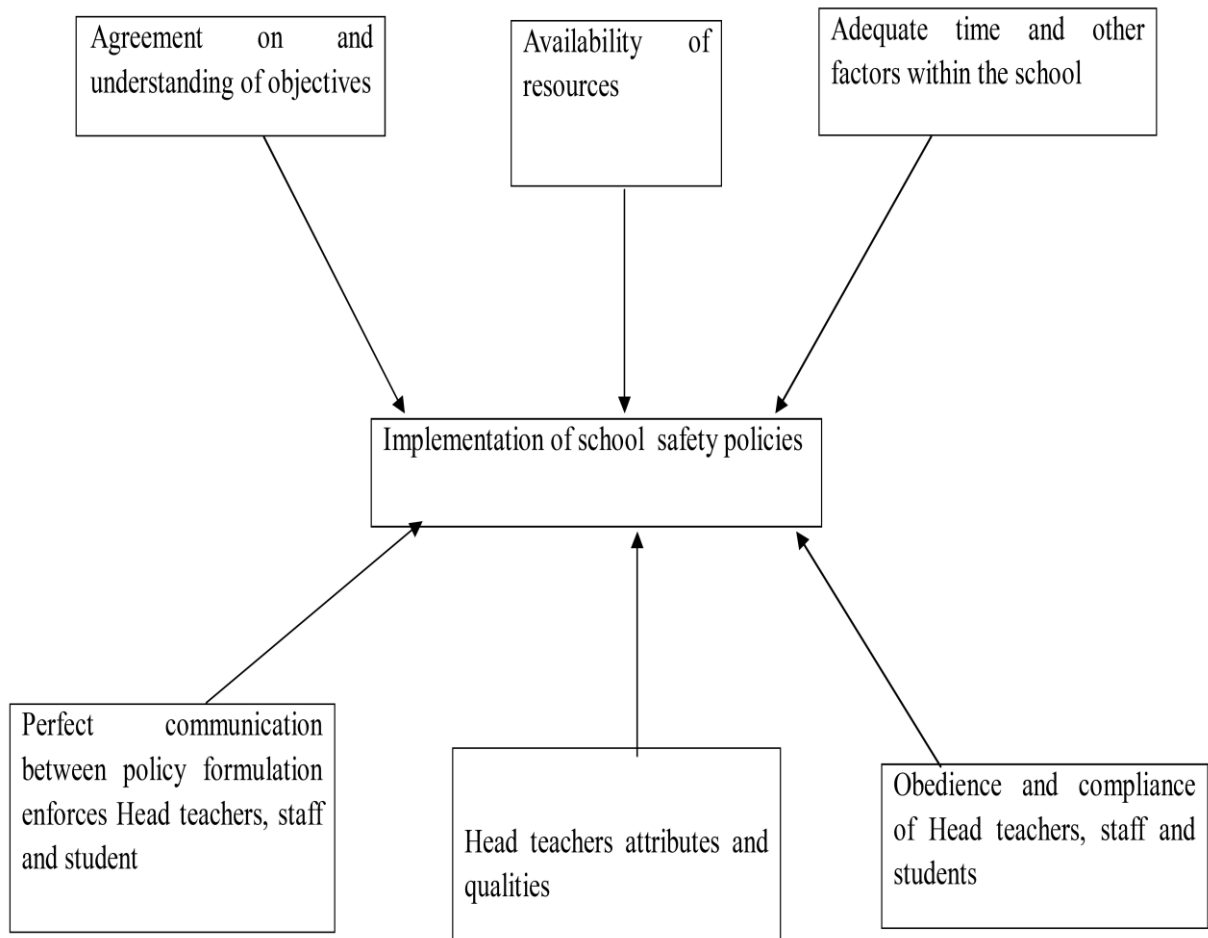 Agreement on and
understanding of objectives
Availability of
resources
Adequate time and other
factors within the school
Implementation of school safety policies
Perfect communication
between policy formulation
enforces Head teachers, staff
and student
Head teachers attributes and
qualities
Obedience and compliance
of Head teachers, staff and
students